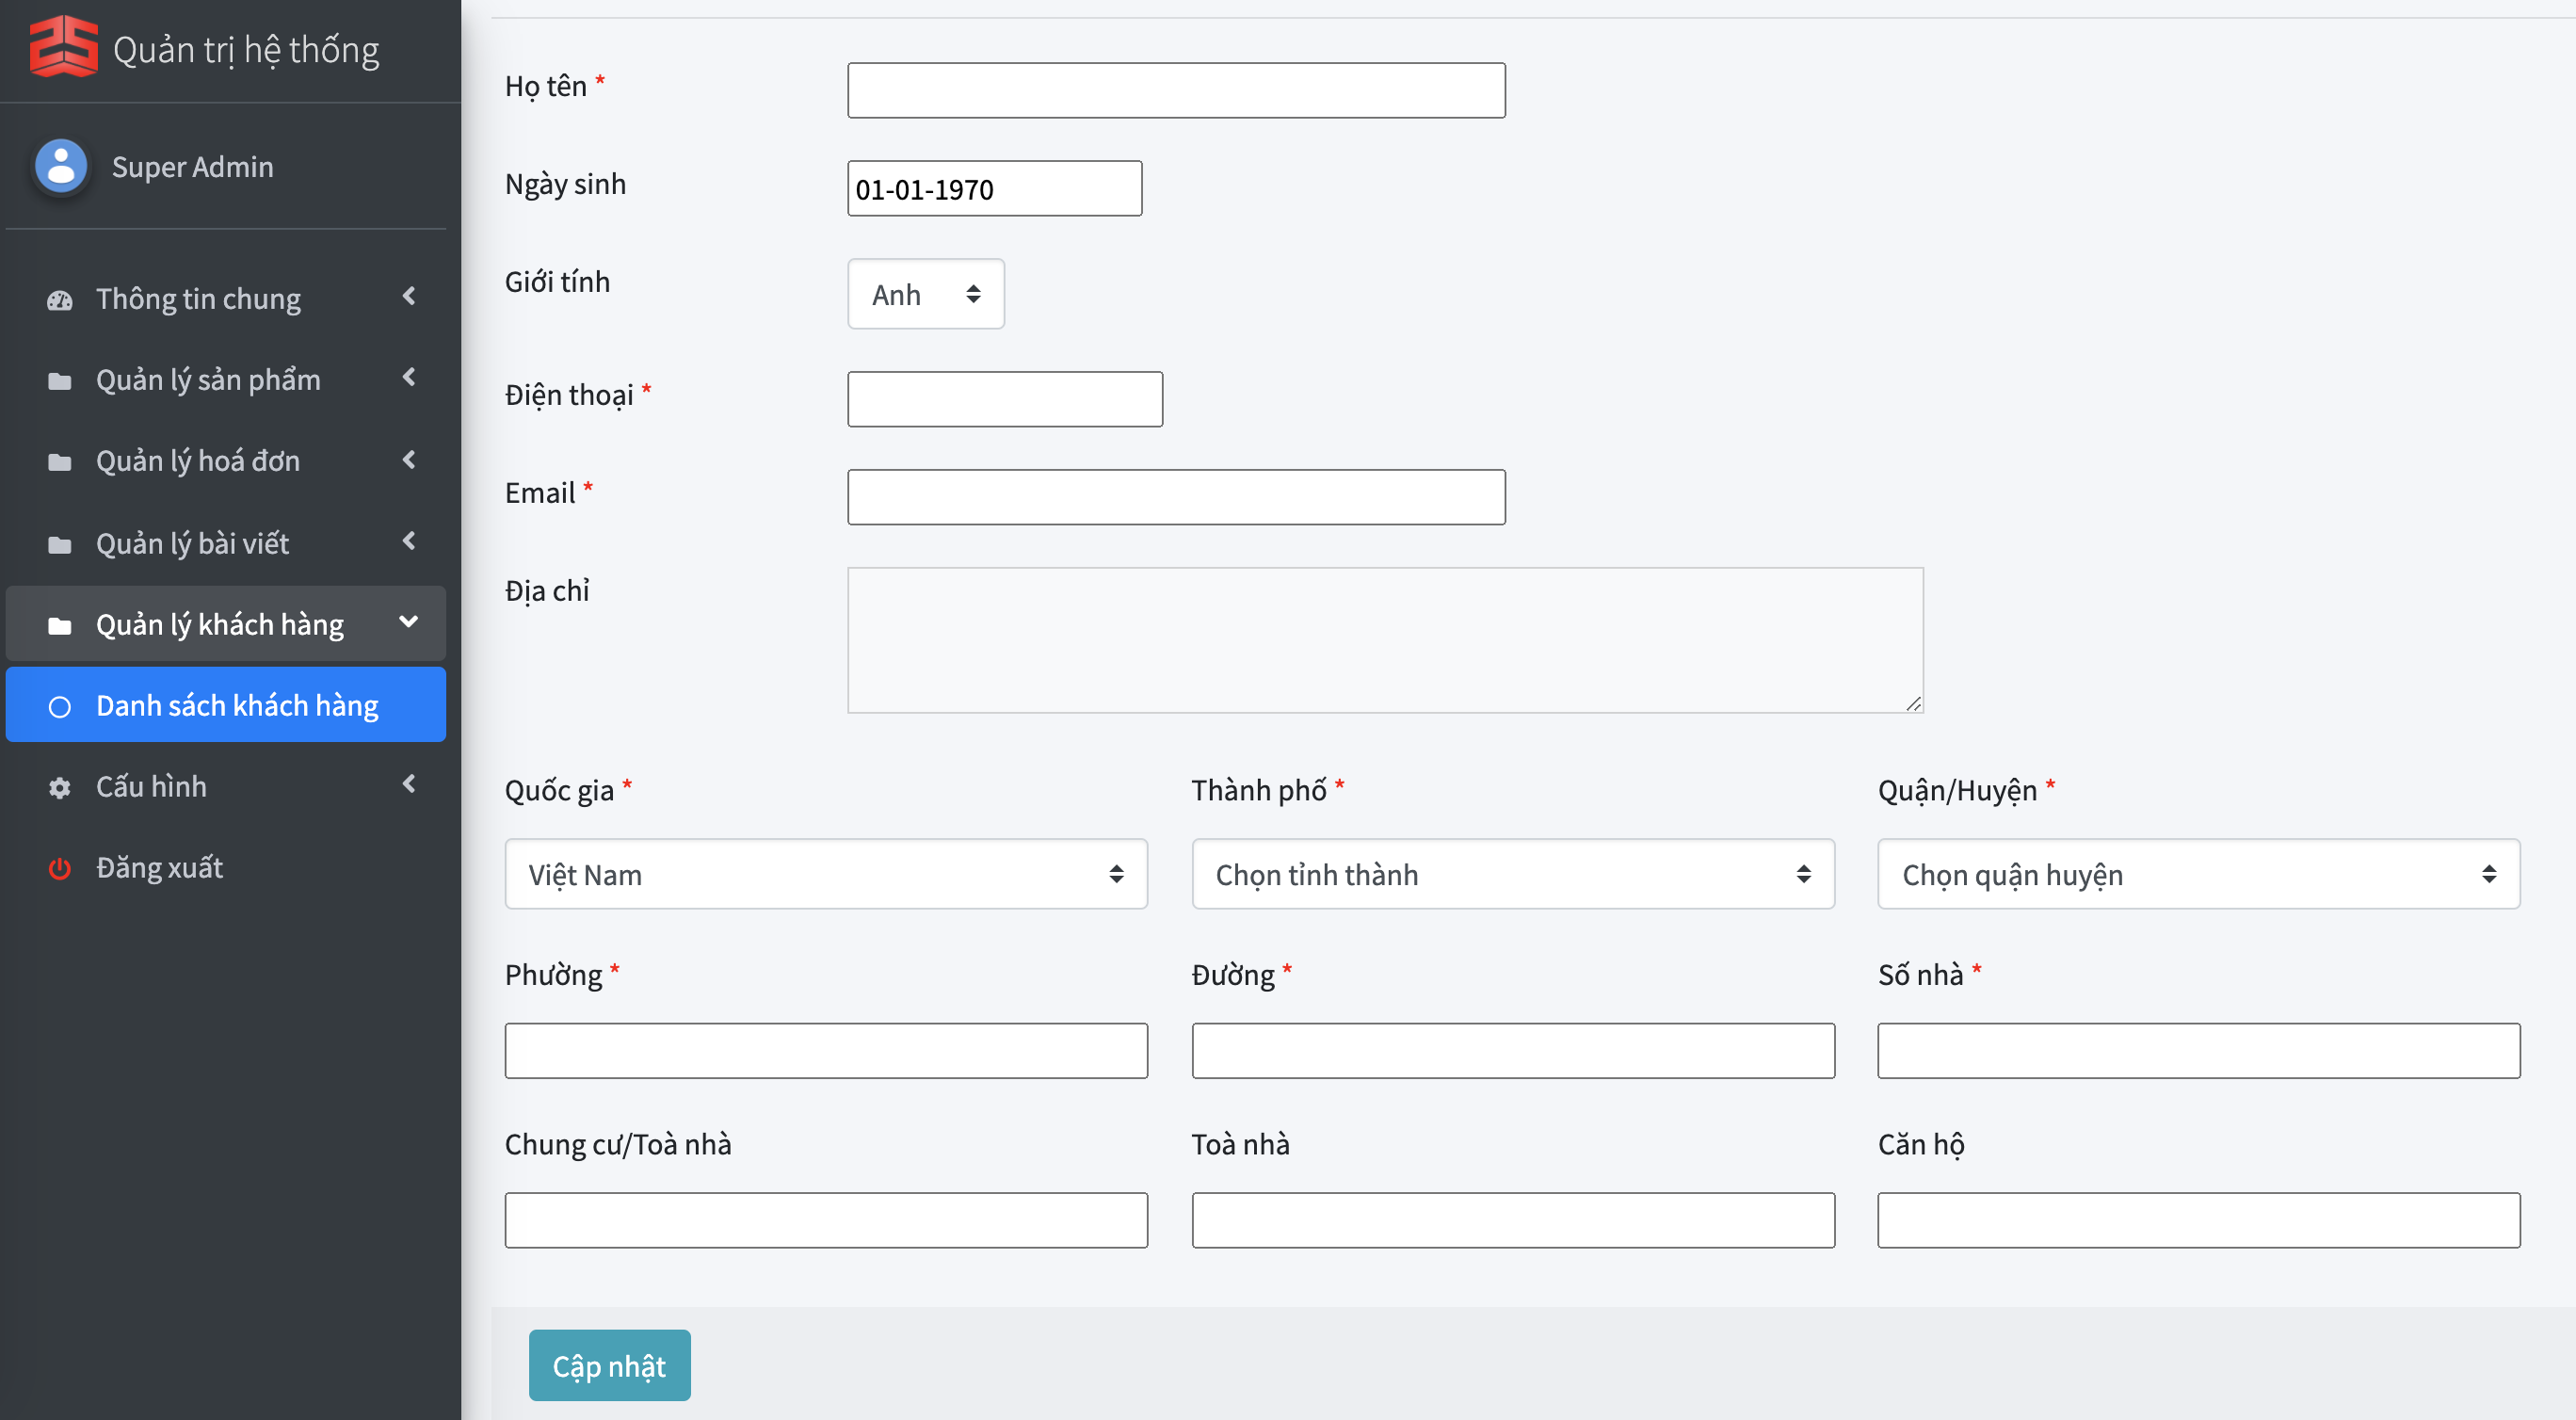 Quản trị hệ thống
Super Admin
Thông tin chung
Quản lý sản phẩm
Quản lý hoá đơn
Quản lý bài viết
Quản lý khách hàng
Danh sách khách hàng
Cấu hình
Đăng xuất
Họ tên *
Ngày sinh 01-01-1970
Giới tính Anh
Điện thoại *
Email *
Địa chỉ
Quốc gia * Thành phố * Quận/Huyện *
Việt Nam Chọn tỉnh thành Chọn quận huyện
Phường * Đường * Số nhà *
Chung cư/Toà nhà Toà nhà Căn hộ
Cập nhật